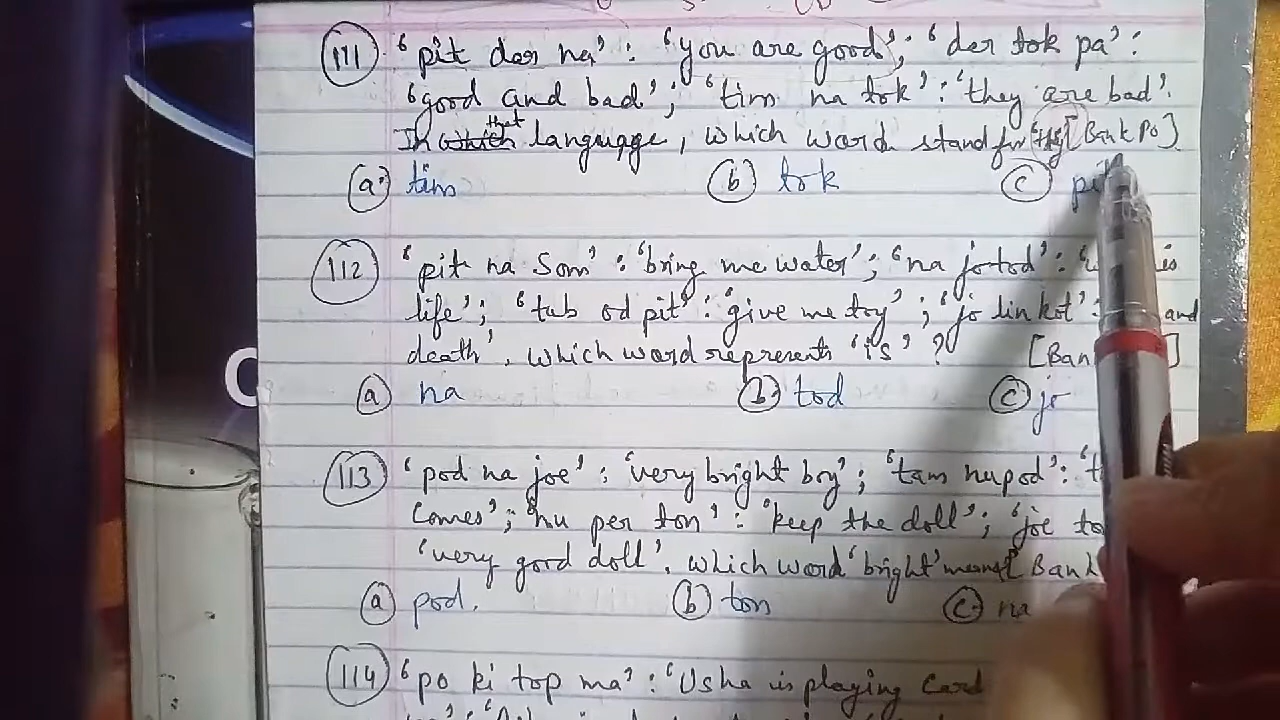 111 'pit der na' : 'you are good'; 'der tok pa' :
'good and bad'; 'tim na tok' : 'they are bad'.
In that language, which word stand for [Bank Po]
(a) tim (b) tok (c)
112 'pit na Som' : 'bring me water'; 'na jo tod' : is
life'; 'tub od pit' : 'give me toy'; 'jo lin kot' : and
death', which word represents 'is' ?
(a) na (b) tod (c) jo
113 'pod na joe' : 'very bright boy'; 'tam nu pod' :
comes'; 'nu per ton' : 'keep the doll'; 'joe
'very good doll'. which word 'bright' means [Bank
(a) pod. (b) ton (c) na
114 'po ki top ma' : 'Usha is playing Card